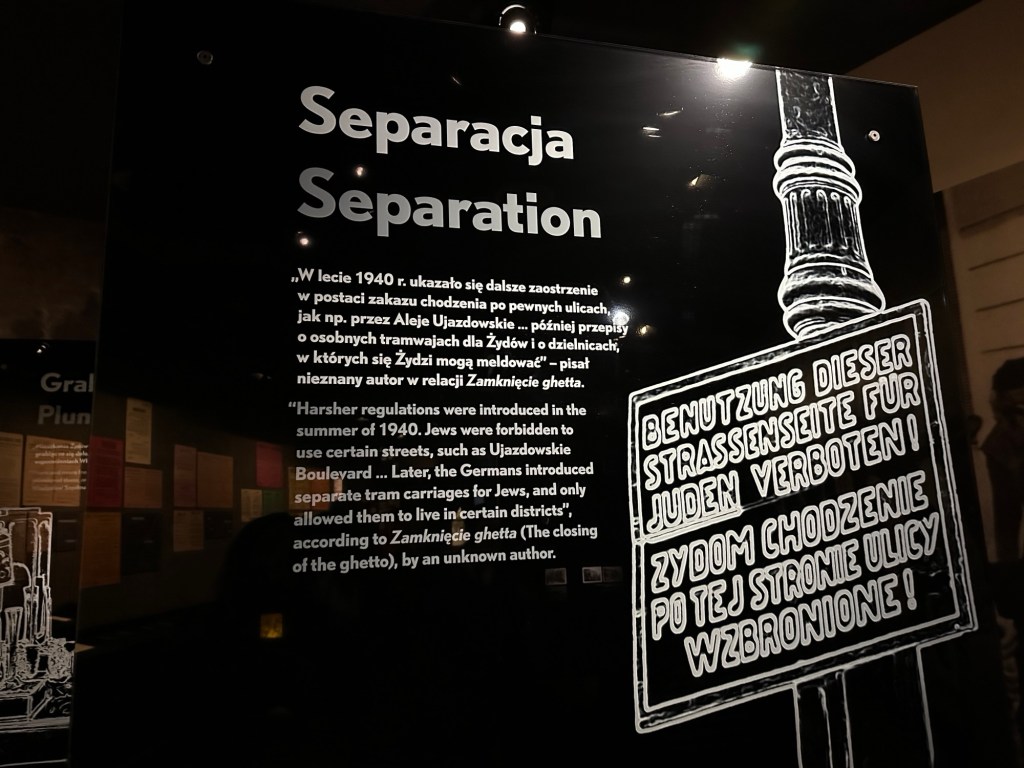 Separacja
Separation
„W lecie 1940 r. ukazało się dalsze zaostrzenie
w postaci zakazu chodzenia po pewnych ulicach,
jak np. przez Aleje Ujazdowskie ... później przepisy
o osobnych tramwajach dla Żydów i o dzielnicach,
w których się Żydzi mogą meldować” – pisał
nieznany autor w relacji Zamknięcie ghetta.
“Harsher regulations were introduced in the
summer of 1940. Jews were forbidden to
use certain streets, such as Ujazdowskie
Boulevard ... Later, the Germans introduced
separate tram carriages for Jews, and only
allowed them to live in certain districts”,
according to Zamknięcie ghetta (The closing
of the ghetto), by an unknown author.
BENUTZUNG DIESER
STRASSENSEITE FÜR
JUDEN VERBOTEN!
ZYDOM CHODZENIE
PO TEJ STRONIE ULICY
WZBRONIONE!
Grab
Plun